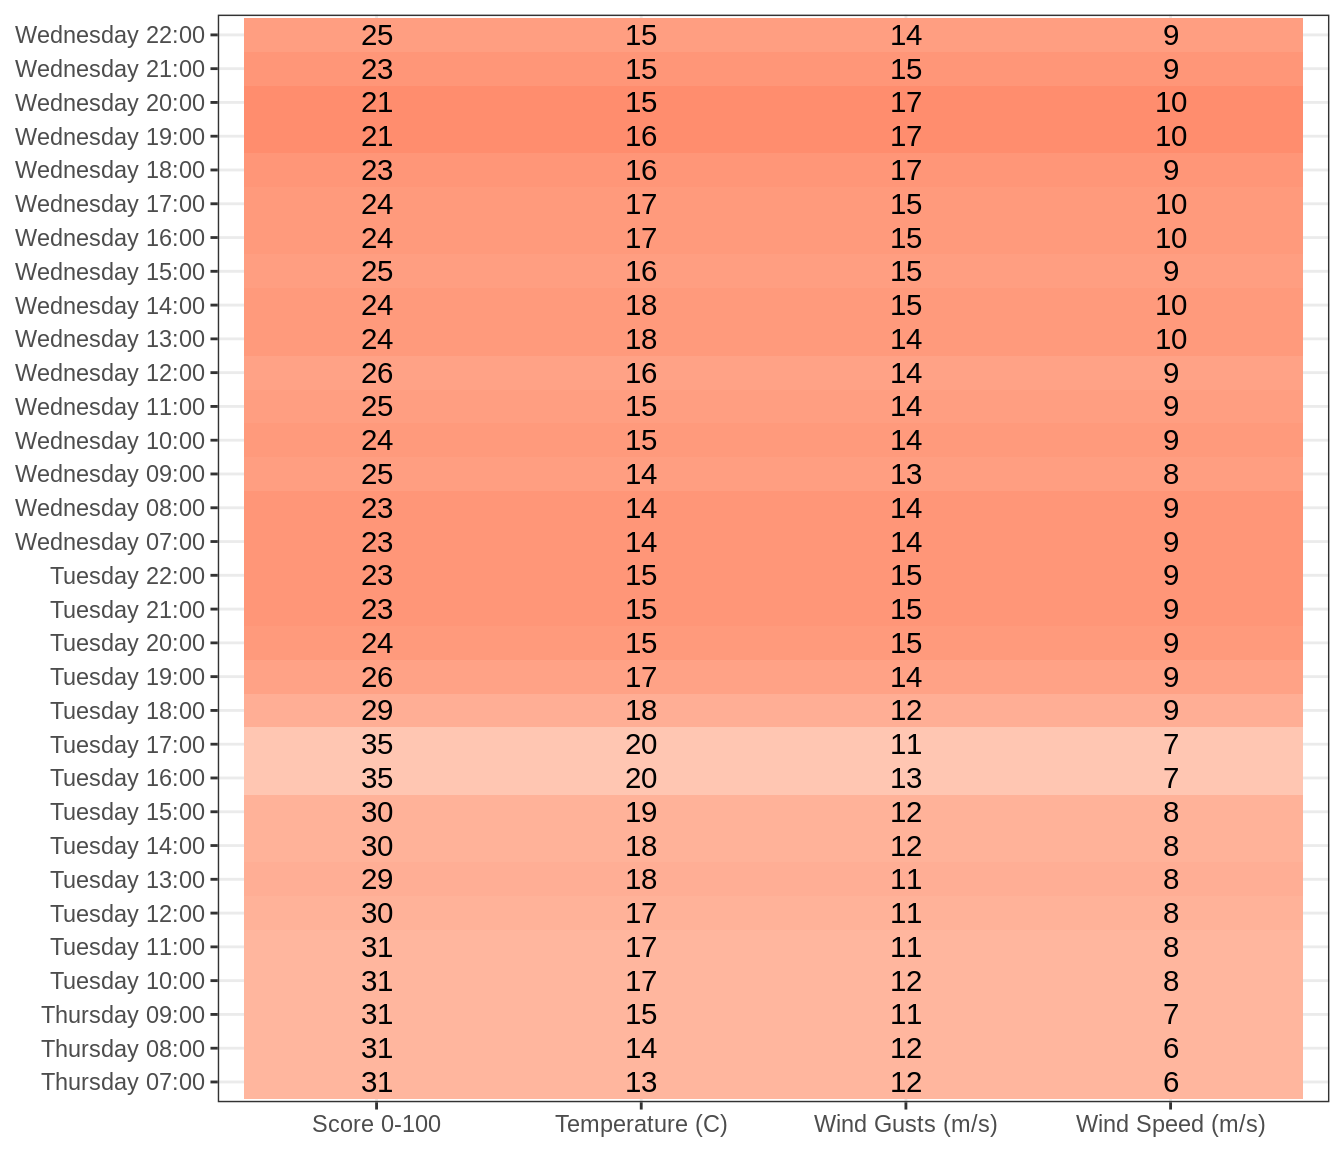 Wednesday 22:00 25 15 14 9
Wednesday 21:00 23 15 15 9
Wednesday 20:00 21 15 17 10
Wednesday 19:00 21 16 17 10
Wednesday 18:00 23 16 17 9
Wednesday 17:00 24 17 15 10
Wednesday 16:00 24 17 15 10
Wednesday 15:00 25 16 15 9
Wednesday 14:00 24 18 15 10
Wednesday 13:00 24 18 14 10
Wednesday 12:00 26 16 14 9
Wednesday 11:00 25 15 14 9
Wednesday 10:00 24 15 14 9
Wednesday 09:00 25 14 13 8
Wednesday 08:00 23 14 14 9
Wednesday 07:00 23 14 14 9
Tuesday 22:00 23 15 15 9
Tuesday 21:00 23 15 15 9
Tuesday 20:00 24 15 15 9
Tuesday 19:00 26 17 14 9
Tuesday 18:00 29 18 12 9
Tuesday 17:00 35 20 11 7
Tuesday 16:00 35 20 13 7
Tuesday 15:00 30 19 12 8
Tuesday 14:00 30 18 12 8
Tuesday 13:00 29 18 11 8
Tuesday 12:00 30 17 11 8
Tuesday 11:00 31 17 11 8
Tuesday 10:00 31 17 12 8
Thursday 09:00 31 15 11 7
Thursday 08:00 31 14 12 6
Thursday 07:00 31 13 12 6
Score 0-100 Temperature (C) Wind Gusts (m/s) Wind Speed (m/s)